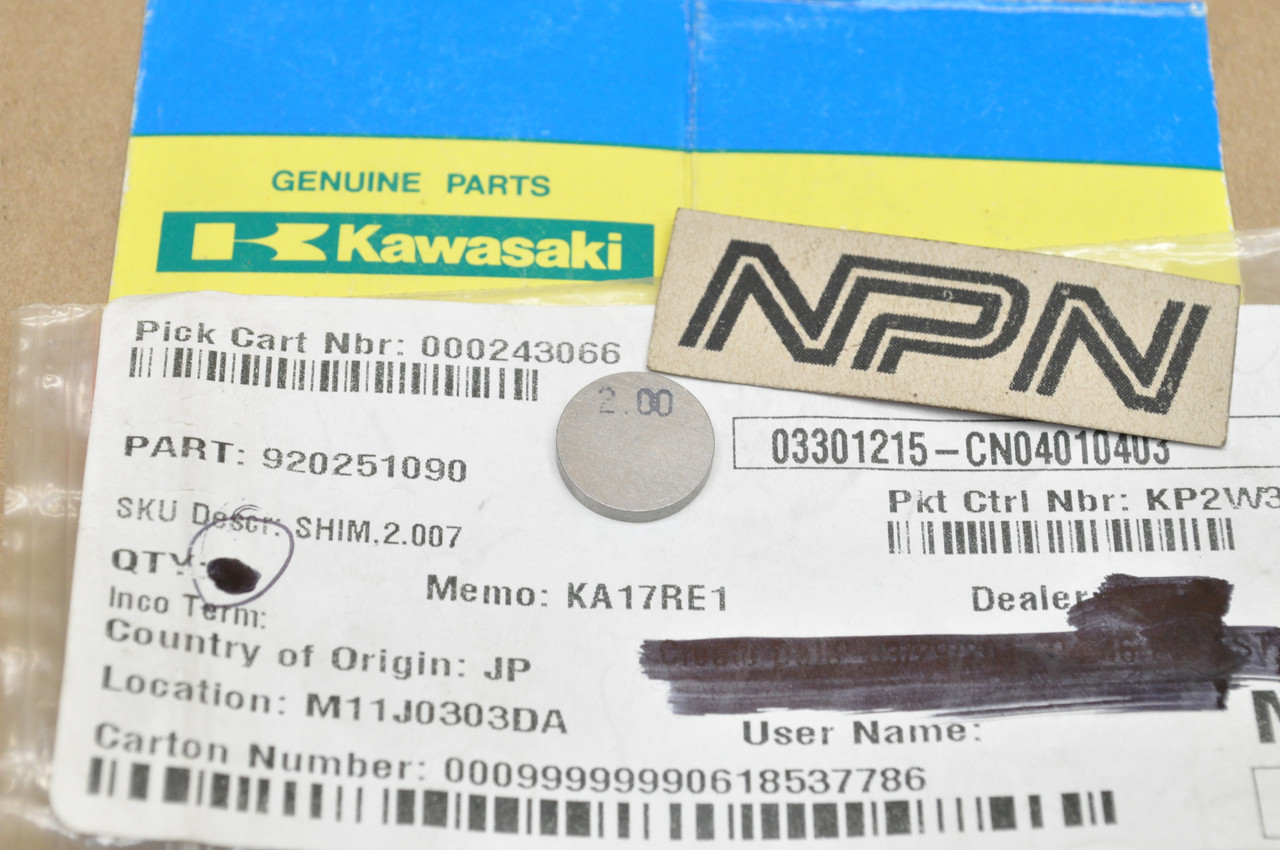 GENUINE PARTS
Kawasaki
NPN
Pick Cart Nbr: 000243066
2.00
03301215-CN04010403
PART: 920251090
Pkt Ctrl Nbr: KP2W3
SKU Descr: SHIM,2.007
QTY:
Memo: KA17RE1
Dealer
Inco Term:
Country of Origin: JP
Location: M11J0303DA
User Name:
Carton Number: 00099999990618537786